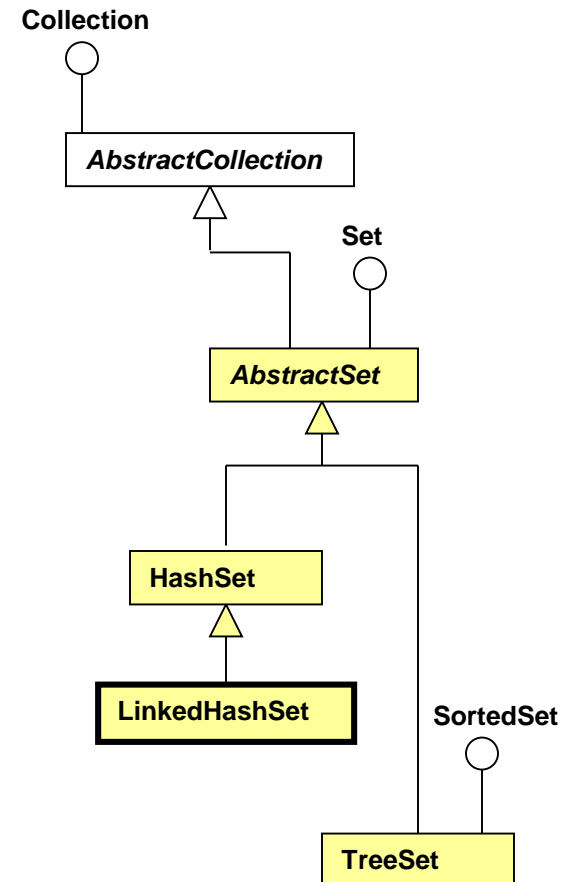 Collection
AbstractCollection
Set
AbstractSet
HashSet
LinkedHashSet
SortedSet
TreeSet